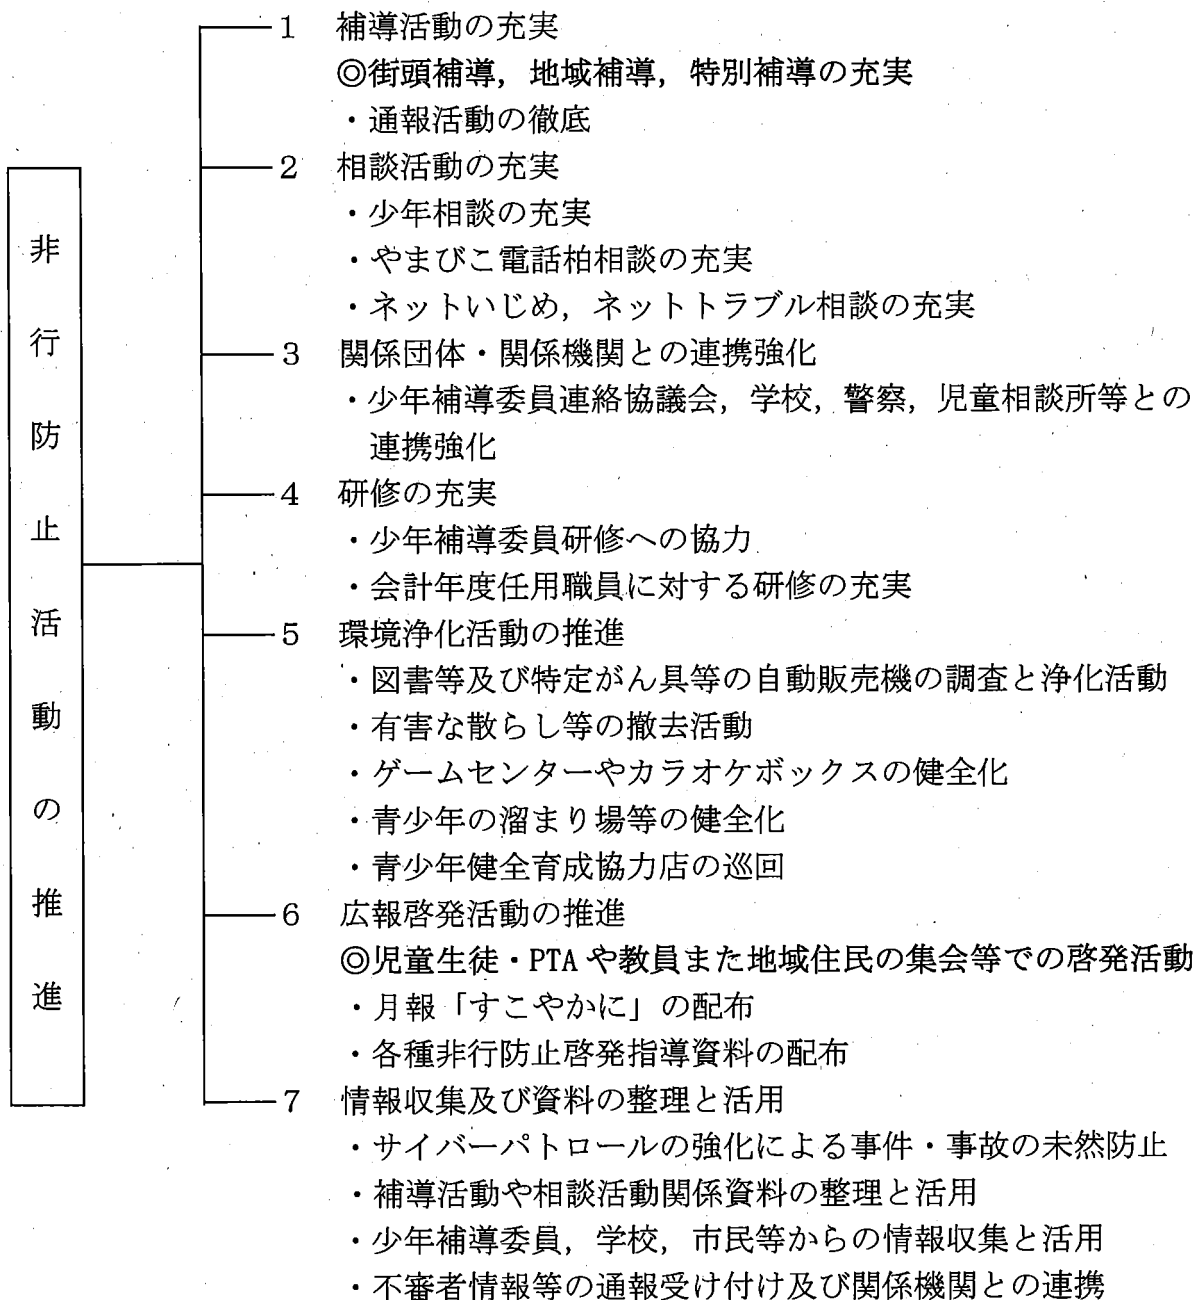 非行防止活動の推進
1 補導活動の充実
◎街頭補導，地域補導，特別補導の充実
・通報活動の徹底
2 相談活動の充実
・少年相談の充実
・やまびこ電話柏相談の充実
・ネットいじめ，ネットトラブル相談の充実
3 関係団体・関係機関との連携強化
・少年補導委員連絡協議会，学校，警察，児童相談所等との
連携強化
4 研修の充実
・少年補導委員研修への協力
・会計年度任用職員に対する研修の充実
5 環境浄化活動の推進
・図書等及び特定がん具等の自動販売機の調査と浄化活動
・有害な散らし等の撤去活動
・ゲームセンターやカラオケボックスの健全化
・青少年の溜まり場等の健全化
・青少年健全育成協力店の巡回
6 広報啓発活動の推進
◎児童生徒・PTAや教員また地域住民の集会等での啓発活動
・月報「すこやかに」の配布
・各種非行防止啓発指導資料の配布
7 情報収集及び資料の整理と活用
・サイバーパトロールの強化による事件・事故の未然防止
・補導活動や相談活動関係資料の整理と活用
・少年補導委員，学校，市民等からの情報収集と活用
・不審者情報等の通報受け付け及び関係機関との連携